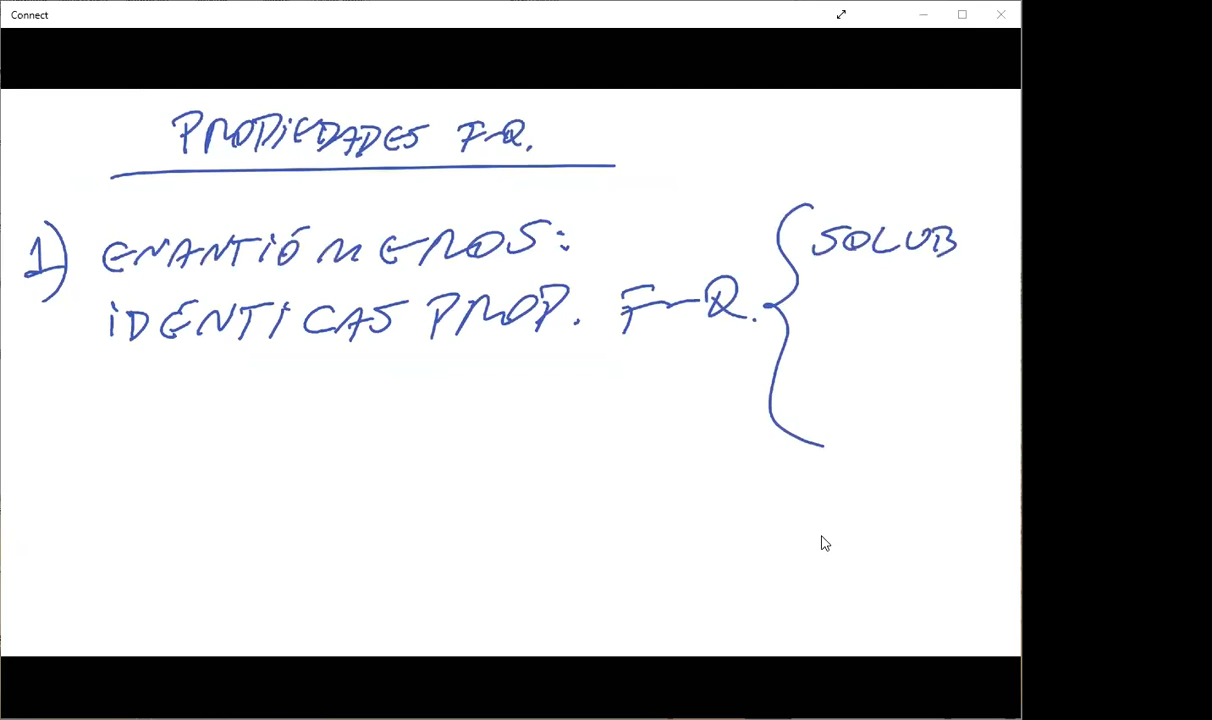 Connect
PROPIEDADES F-Q.
1) ENANTIÓMEROS:
IDENTICAS PROP. F-Q. { SOLUB